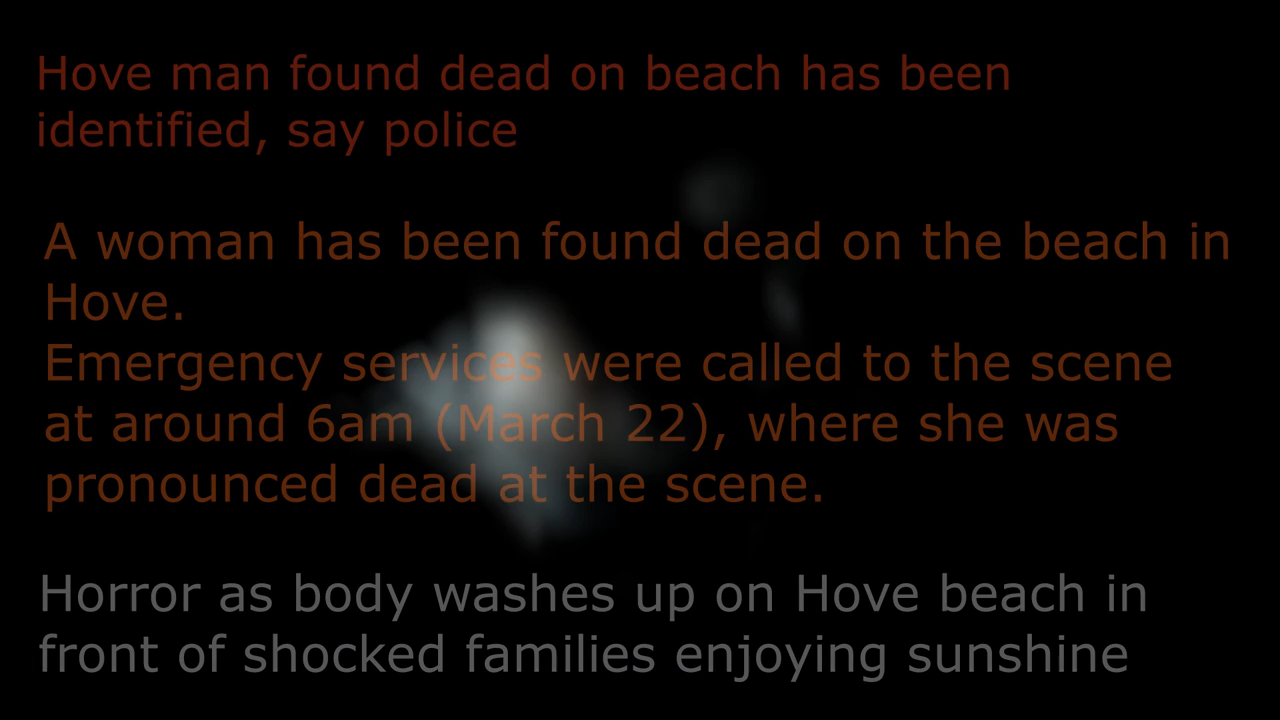 Hove man found dead on beach has been
identified, say police
A woman has been found dead on the beach in
Hove.
Emergency services were called to the scene
at around 6am (March 22), where she was
pronounced dead at the scene.
Horror as body washes up on Hove beach in
front of shocked families enjoying sunshine